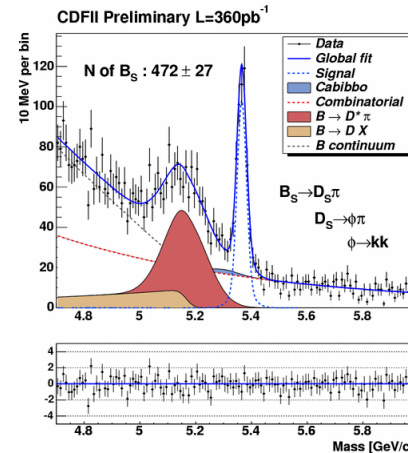 CDFII Preliminary L=360pb⁻¹
10 MeV per bin
N of B_S : 472 ± 27
Data
Global fit
Signal
Cabibbo
Combinatorial
B → D* π
B → D X
B continuum
B_S→D_Sπ
D_S→ϕπ
ϕ→kk
120
100
80
60
40
20
0
4.8 5 5.2 5.4 5.6 5.8
4
2
0
-2
-4
4.8 5 5.2 5.4 5.6 5.8
Mass [GeV/c